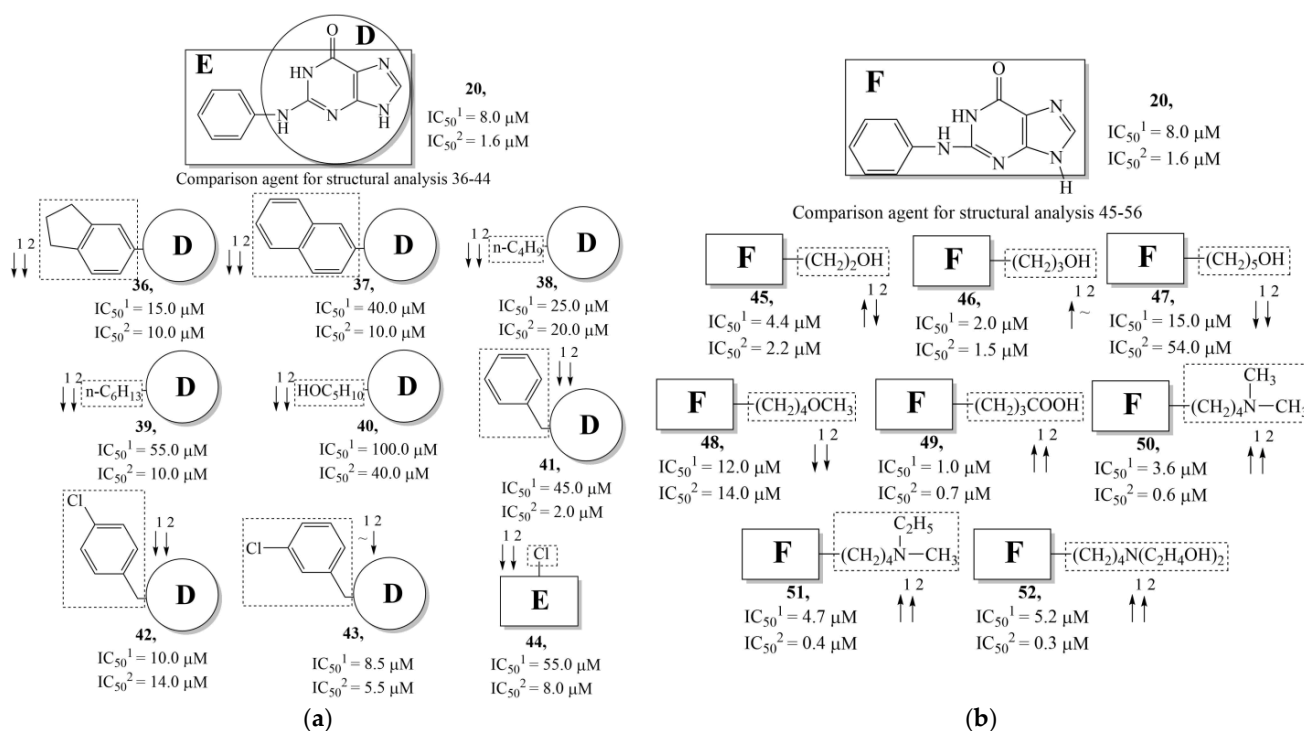 O
D
E
HN
N
N
H
N
N
H
20,
IC₅₀¹ = 8.0 µM
IC₅₀² = 1.6 µM
Comparison agent for structural analysis 36-44
1 2
D
36,
IC₅₀¹ = 15.0 µM
IC₅₀² = 10.0 µM
1 2
D
37,
IC₅₀¹ = 40.0 µM
IC₅₀² = 10.0 µM
1 2
n-C₄H₉
D
38,
IC₅₀¹ = 25.0 µM
IC₅₀² = 20.0 µM
1 2
n-C₆H₁₃
D
39,
IC₅₀¹ = 55.0 µM
IC₅₀² = 10.0 µM
1 2
HOC₅H₁₀
D
40,
IC₅₀¹ = 100.0 µM
IC₅₀² = 40.0 µM
1 2
D
41,
IC₅₀¹ = 45.0 µM
IC₅₀² = 2.0 µM
Cl
1 2
D
42,
IC₅₀¹ = 10.0 µM
IC₅₀² = 14.0 µM
Cl
1 2
~
D
43,
IC₅₀¹ = 8.5 µM
IC₅₀² = 5.5 µM
1 2
Cl
E
44,
IC₅₀¹ = 55.0 µM
IC₅₀² = 8.0 µM
(a)
F
O
HN
N
N
H
N
N
H
20,
IC₅₀¹ = 8.0 µM
IC₅₀² = 1.6 µM
Comparison agent for structural analysis 45-56
F
(CH₂)₂OH
45,
1 2
IC₅₀¹ = 4.4 µM
IC₅₀² = 2.2 µM
F
(CH₂)₃OH
46,
1 2
~
IC₅₀¹ = 2.0 µM
IC₅₀² = 1.5 µM
F
(CH₂)₅OH
47,
1 2
IC₅₀¹ = 15.0 µM
IC₅₀² = 54.0 µM
F
(CH₂)₄OCH₃
48,
1 2
IC₅₀¹ = 12.0 µM
IC₅₀² = 14.0 µM
F
(CH₂)₃COOH
49,
1 2
IC₅₀¹ = 1.0 µM
IC₅₀² = 0.7 µM
CH₃
F
(CH₂)₄N
CH₃
50,
1 2
IC₅₀¹ = 3.6 µM
IC₅₀² = 0.6 µM
C₂H₅
F
(CH₂)₄N
CH₃
51,
1 2
IC₅₀¹ = 4.7 µM
IC₅₀² = 0.4 µM
F
(CH₂)₄N(C₂H₄OH)₂
52,
1 2
IC₅₀¹ = 5.2 µM
IC₅₀² = 0.3 µM
(b)